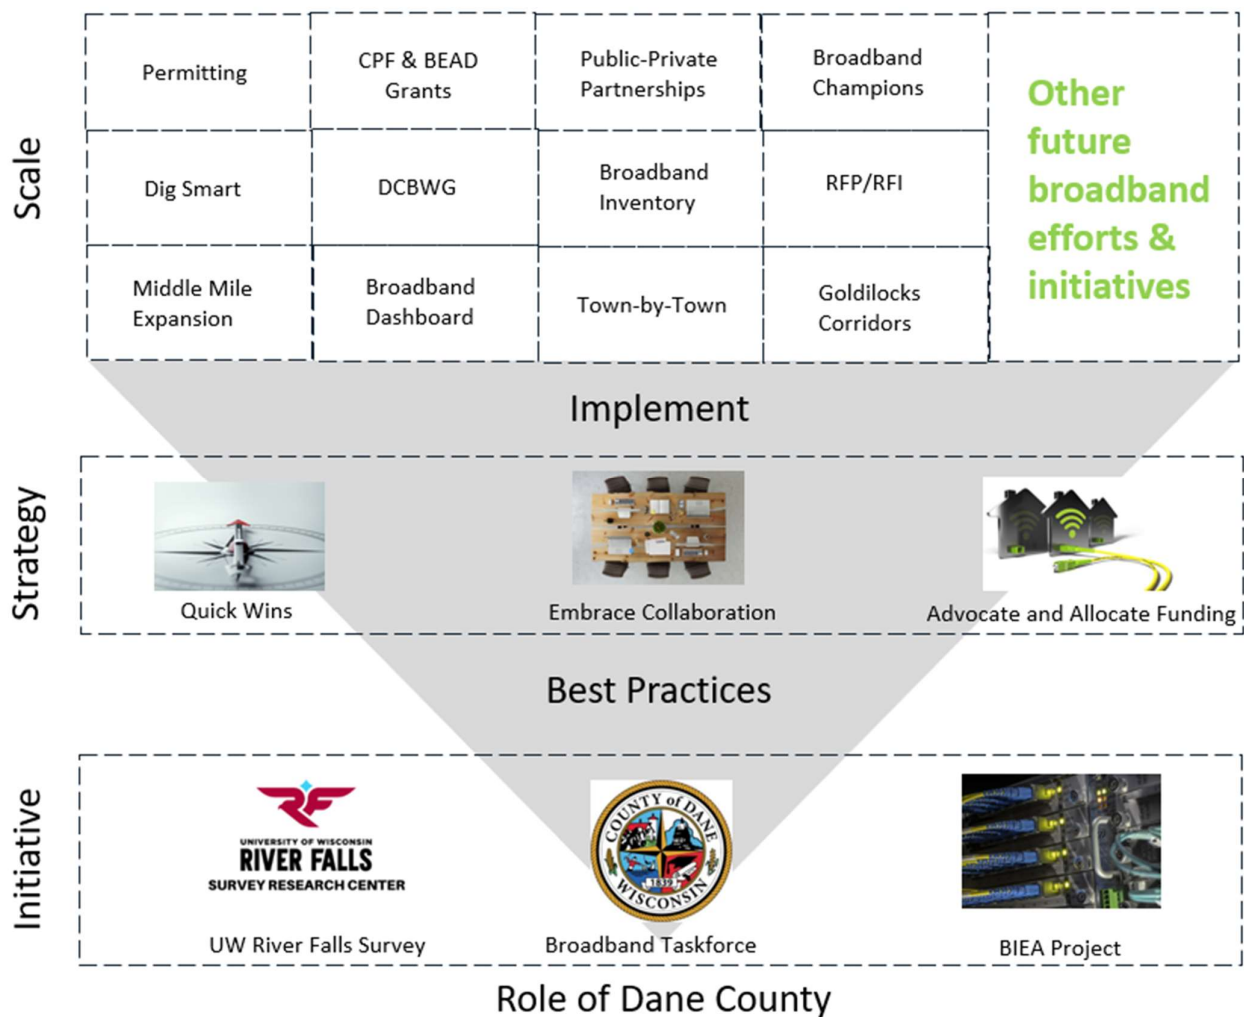 Scale
Permitting
CPF & BEAD
Grants
Public-Private
Partnerships
Broadband
Champions
Other
future
broadband
efforts &
initiatives
Dig Smart
DCBWG
Broadband
Inventory
RFP/RFI
Middle Mile
Expansion
Broadband
Dashboard
Town-by-Town
Goldilocks
Corridors
Implement
Strategy
Quick Wins
Embrace Collaboration
Advocate and Allocate Funding
Best Practices
Initiative
RF
UNIVERSITY OF WISCONSIN
RIVER FALLS
SURVEY RESEARCH CENTER
COUNTY of DANE
1839
WISCONSIN
UW River Falls Survey
Broadband Taskforce
BIEA Project
Role of Dane County